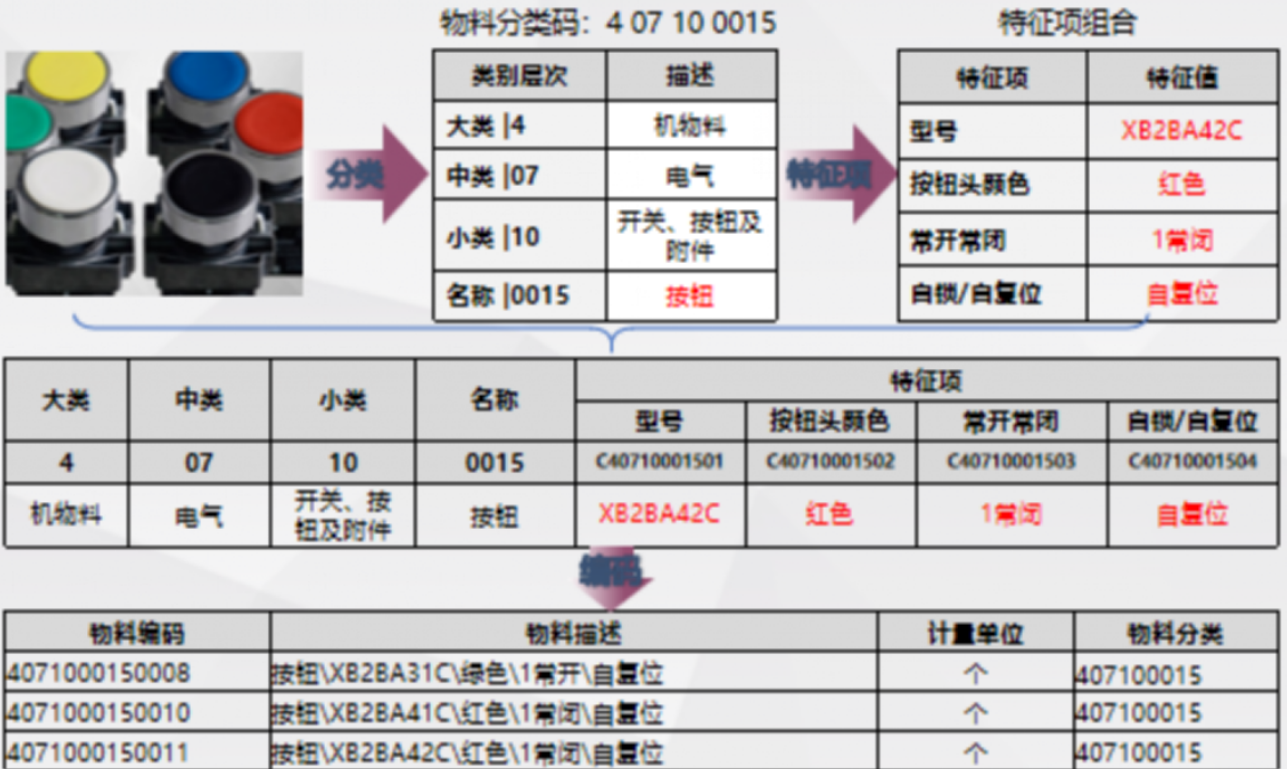 物料分类码：4 07 10 0015
特征项组合
类别层次 描述
大类 |4 机物料
中类 |07 电气
小类 |10 开关、按钮及
附件
名称 |0015 按钮
分类
特征项
特征项 特征值
型号 XB2BA42C
按钮头颜色 红色
常开常闭 1常闭
自锁/自复位 自复位
大类 中类 小类 名称 特征项
型号 按钮头颜色 常开常闭 自锁/自复位
4 07 10 0015 C40710001501 C40710001502 C40710001503 C40710001504
机物料 电气 开关、按
钮及附件 按钮 XB2BA42C 红色 1常闭 自复位
编码
物料编码 物料描述 计量单位 物料分类
4071000150008 按钮\XB2BA31C\绿色\1常开\自复位 个 407100015
4071000150010 按钮\XB2BA41C\红色\1常闭\自复位 个 407100015
4071000150011 按钮\XB2BA42C\红色\1常闭\自复位 个 407100015